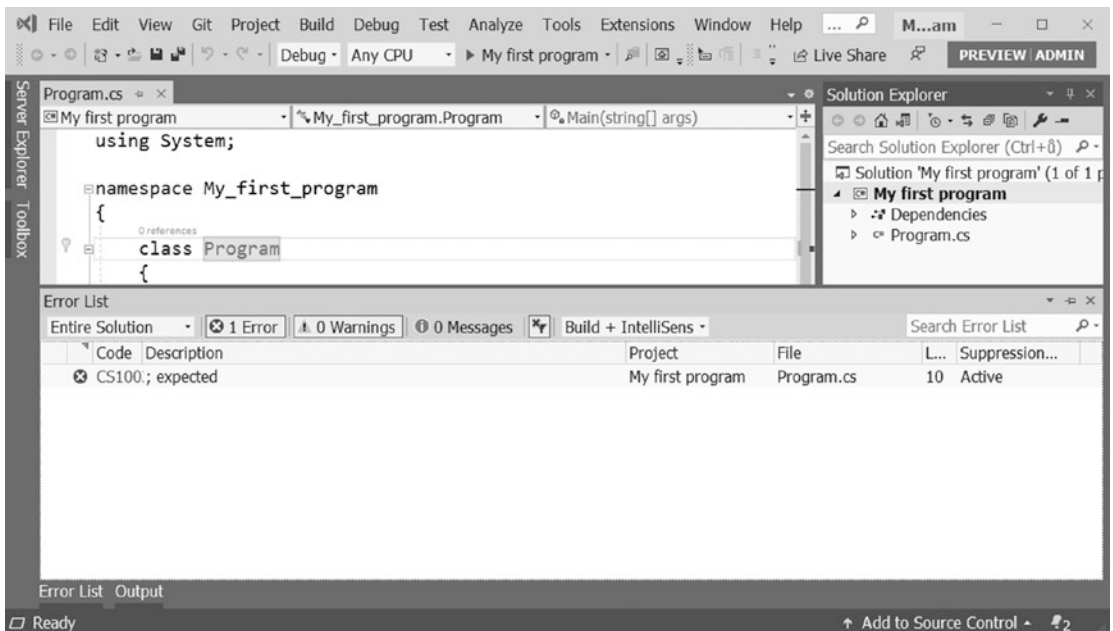 File Edit View Git Project Build Debug Test Analyze Tools Extensions Window Help ... M...am
Debug Any CPU My first program Live Share PREVIEW ADMIN
Server Explorer
Toolbox
Program.cs
My first program My_first_program.Program Main(string[] args)
using System;
namespace My_first_program
{
0 references
class Program
{
Solution Explorer
Search Solution Explorer (Ctrl+ů)
Solution 'My first program' (1 of 1 p
My first program
Dependencies
C# Program.cs
Error List
Entire Solution 1 Error 0 Warnings 0 Messages Build + IntelliSens Search Error List
Code Description Project File L... Suppression...
CS100 ; expected My first program Program.cs 10 Active
Error List Output
Ready Add to Source Control 2